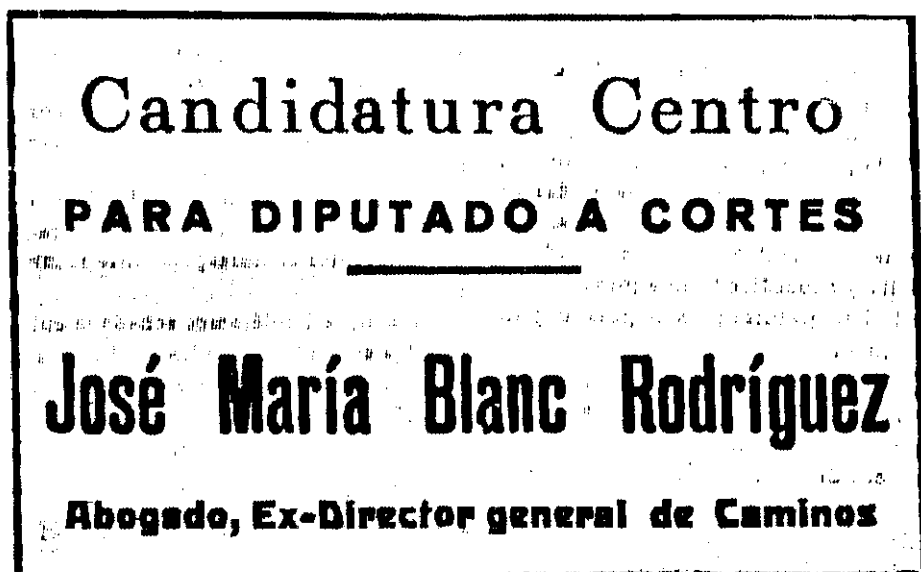 Candidatura Centro
PARA DIPUTADO A CORTES
José María Blanc Rodríguez
Abogado, Ex-Director general de Caminos